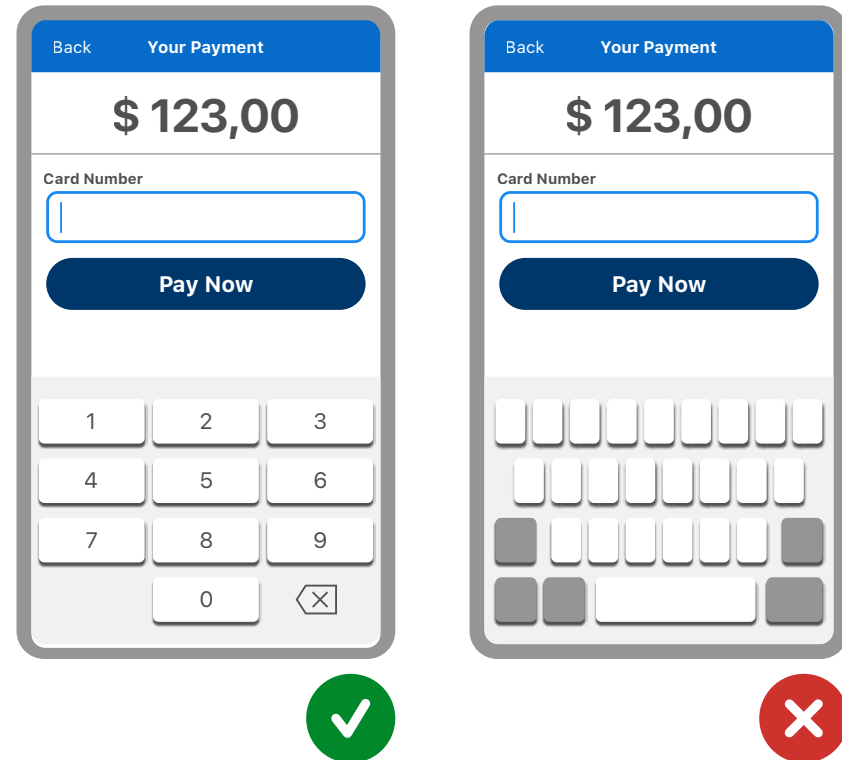 Back Your Payment
$ 123,00
Card Number
Pay Now
1 2 3
4 5 6
7 8 9
0
Back Your Payment
$ 123,00
Card Number
Pay Now